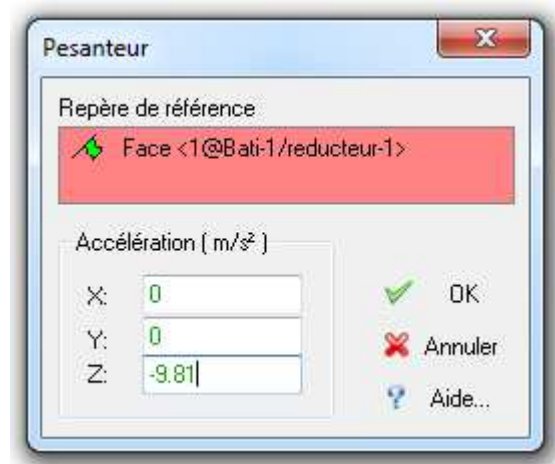 Pesanteur
Repère de référence
Face <1@Bati-1/reducteur-1>
Accélération ( m/s² )
X: 0
Y: 0
Z: -9.81
OK
Annuler
Aide...